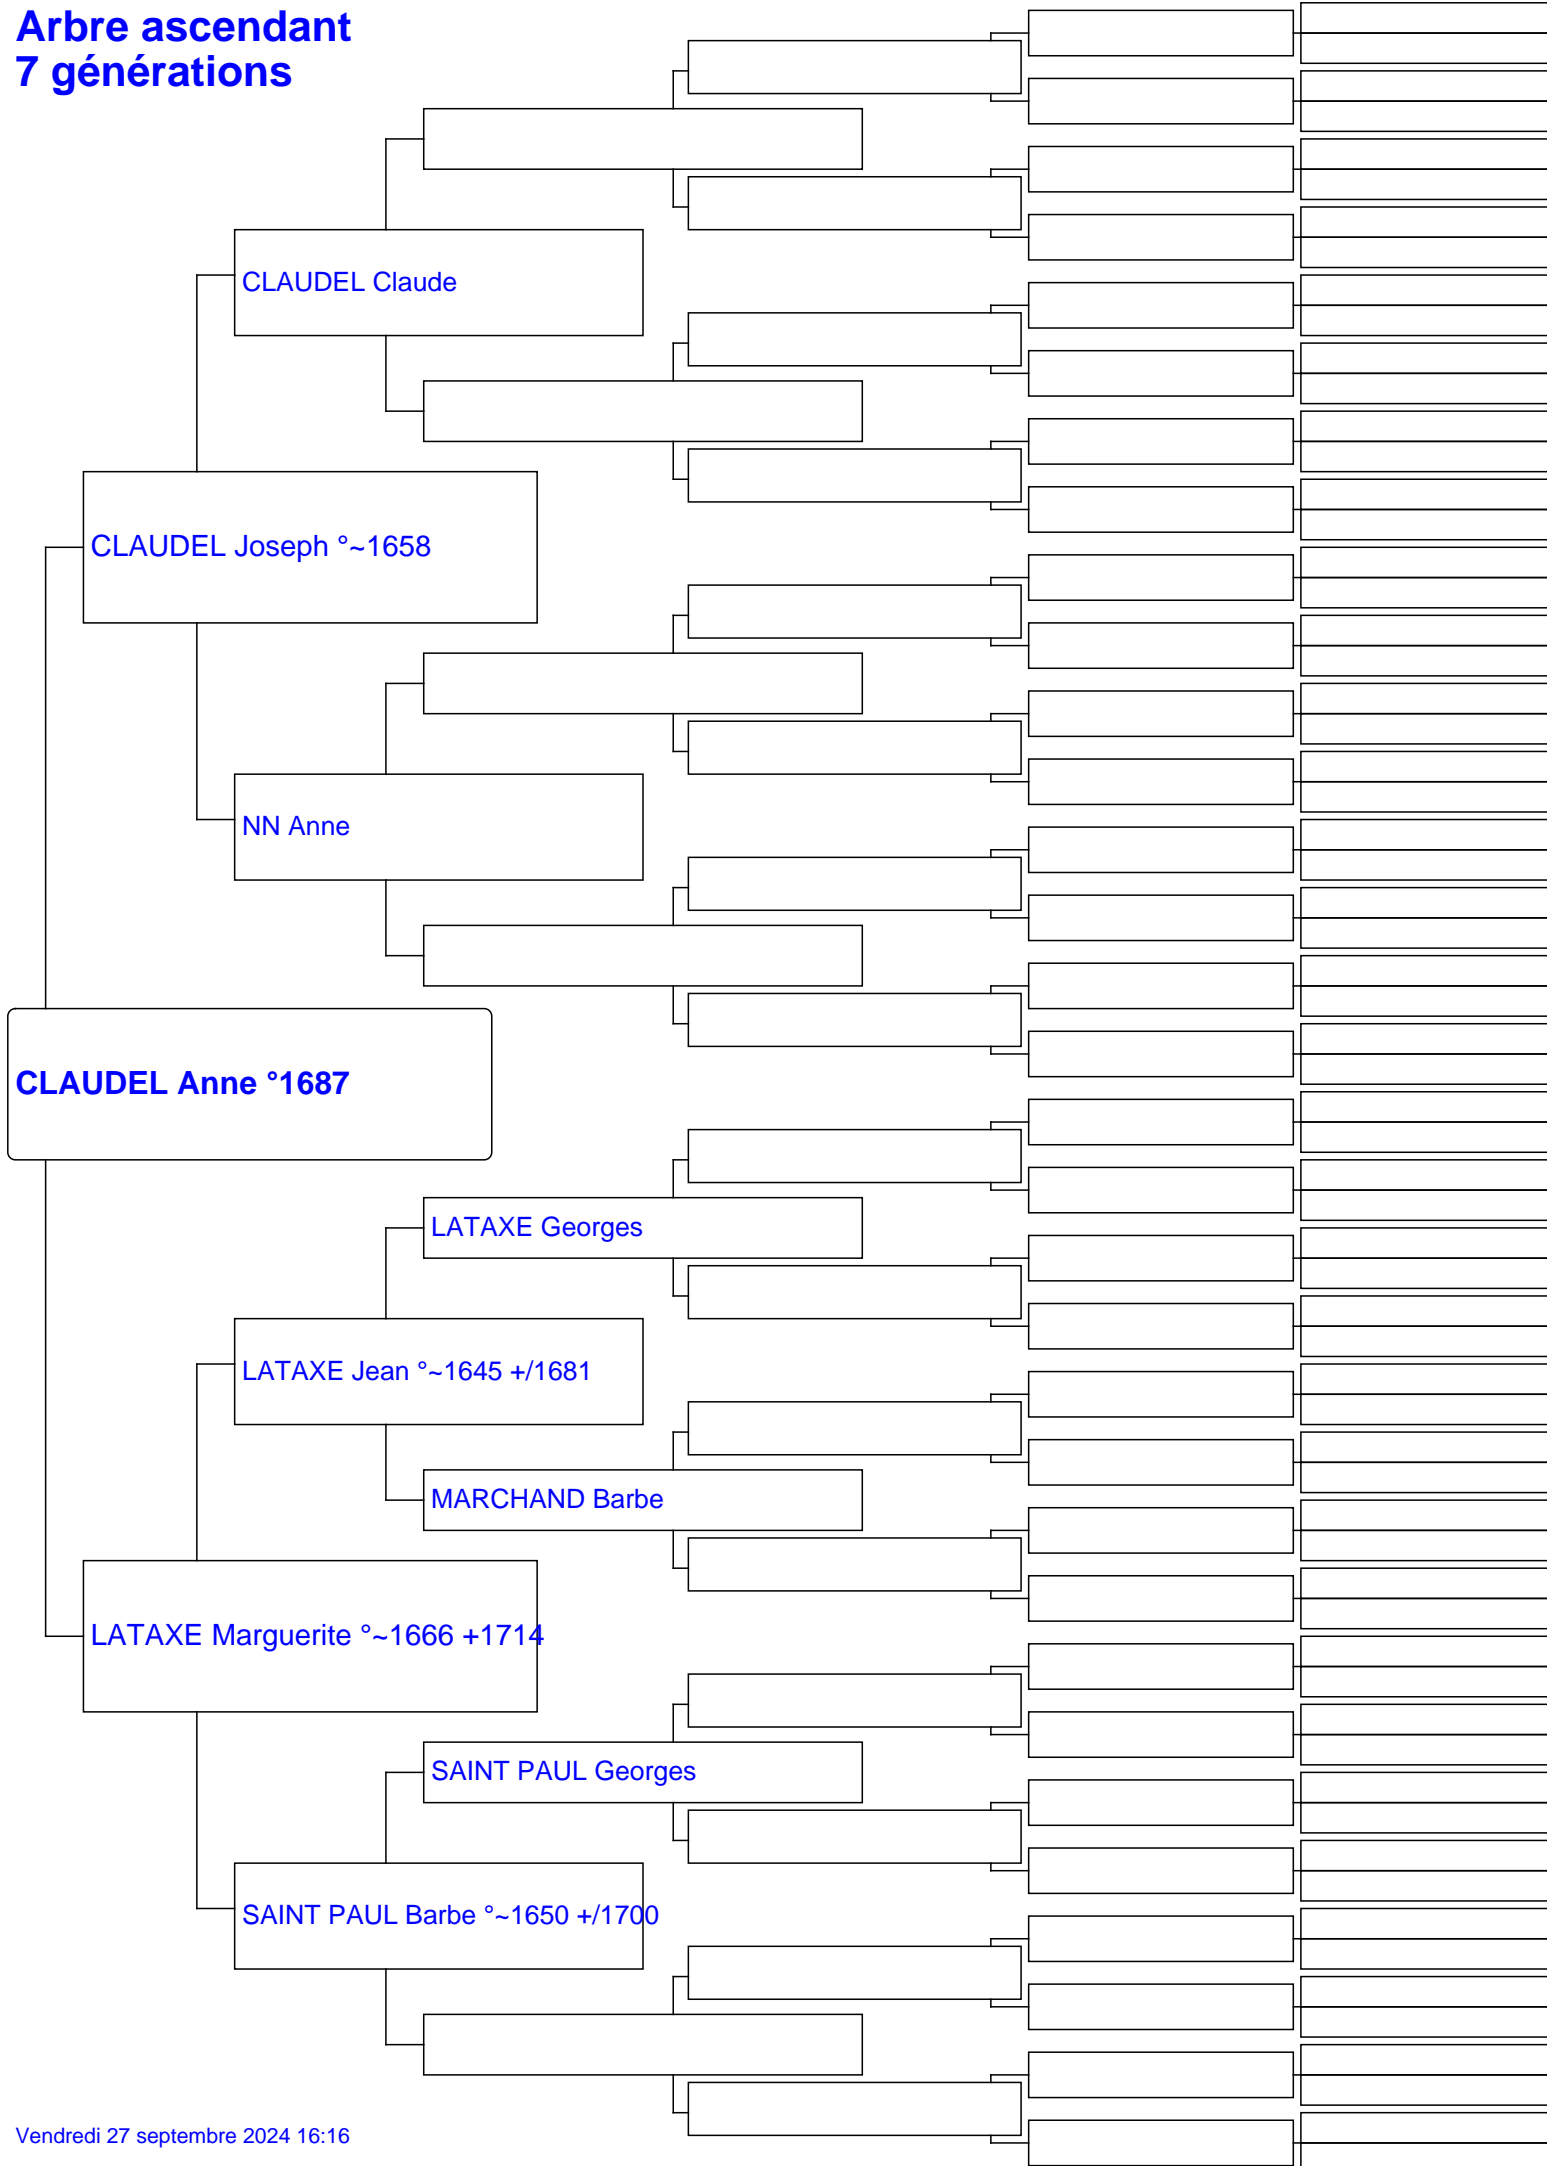 Arbre ascendant
7 générations
CLAUDEL Claude
CLAUDEL Joseph °~1658
NN Anne
CLAUDEL Anne °1687
LATAXE Georges
LATAXE Jean °~1645 +/1681
MARCHAND Barbe
LATAXE Marguerite °~1666 +1714
SAINT PAUL Georges
SAINT PAUL Barbe °~1650 +/1700
Vendredi 27 septembre 2024 16:16